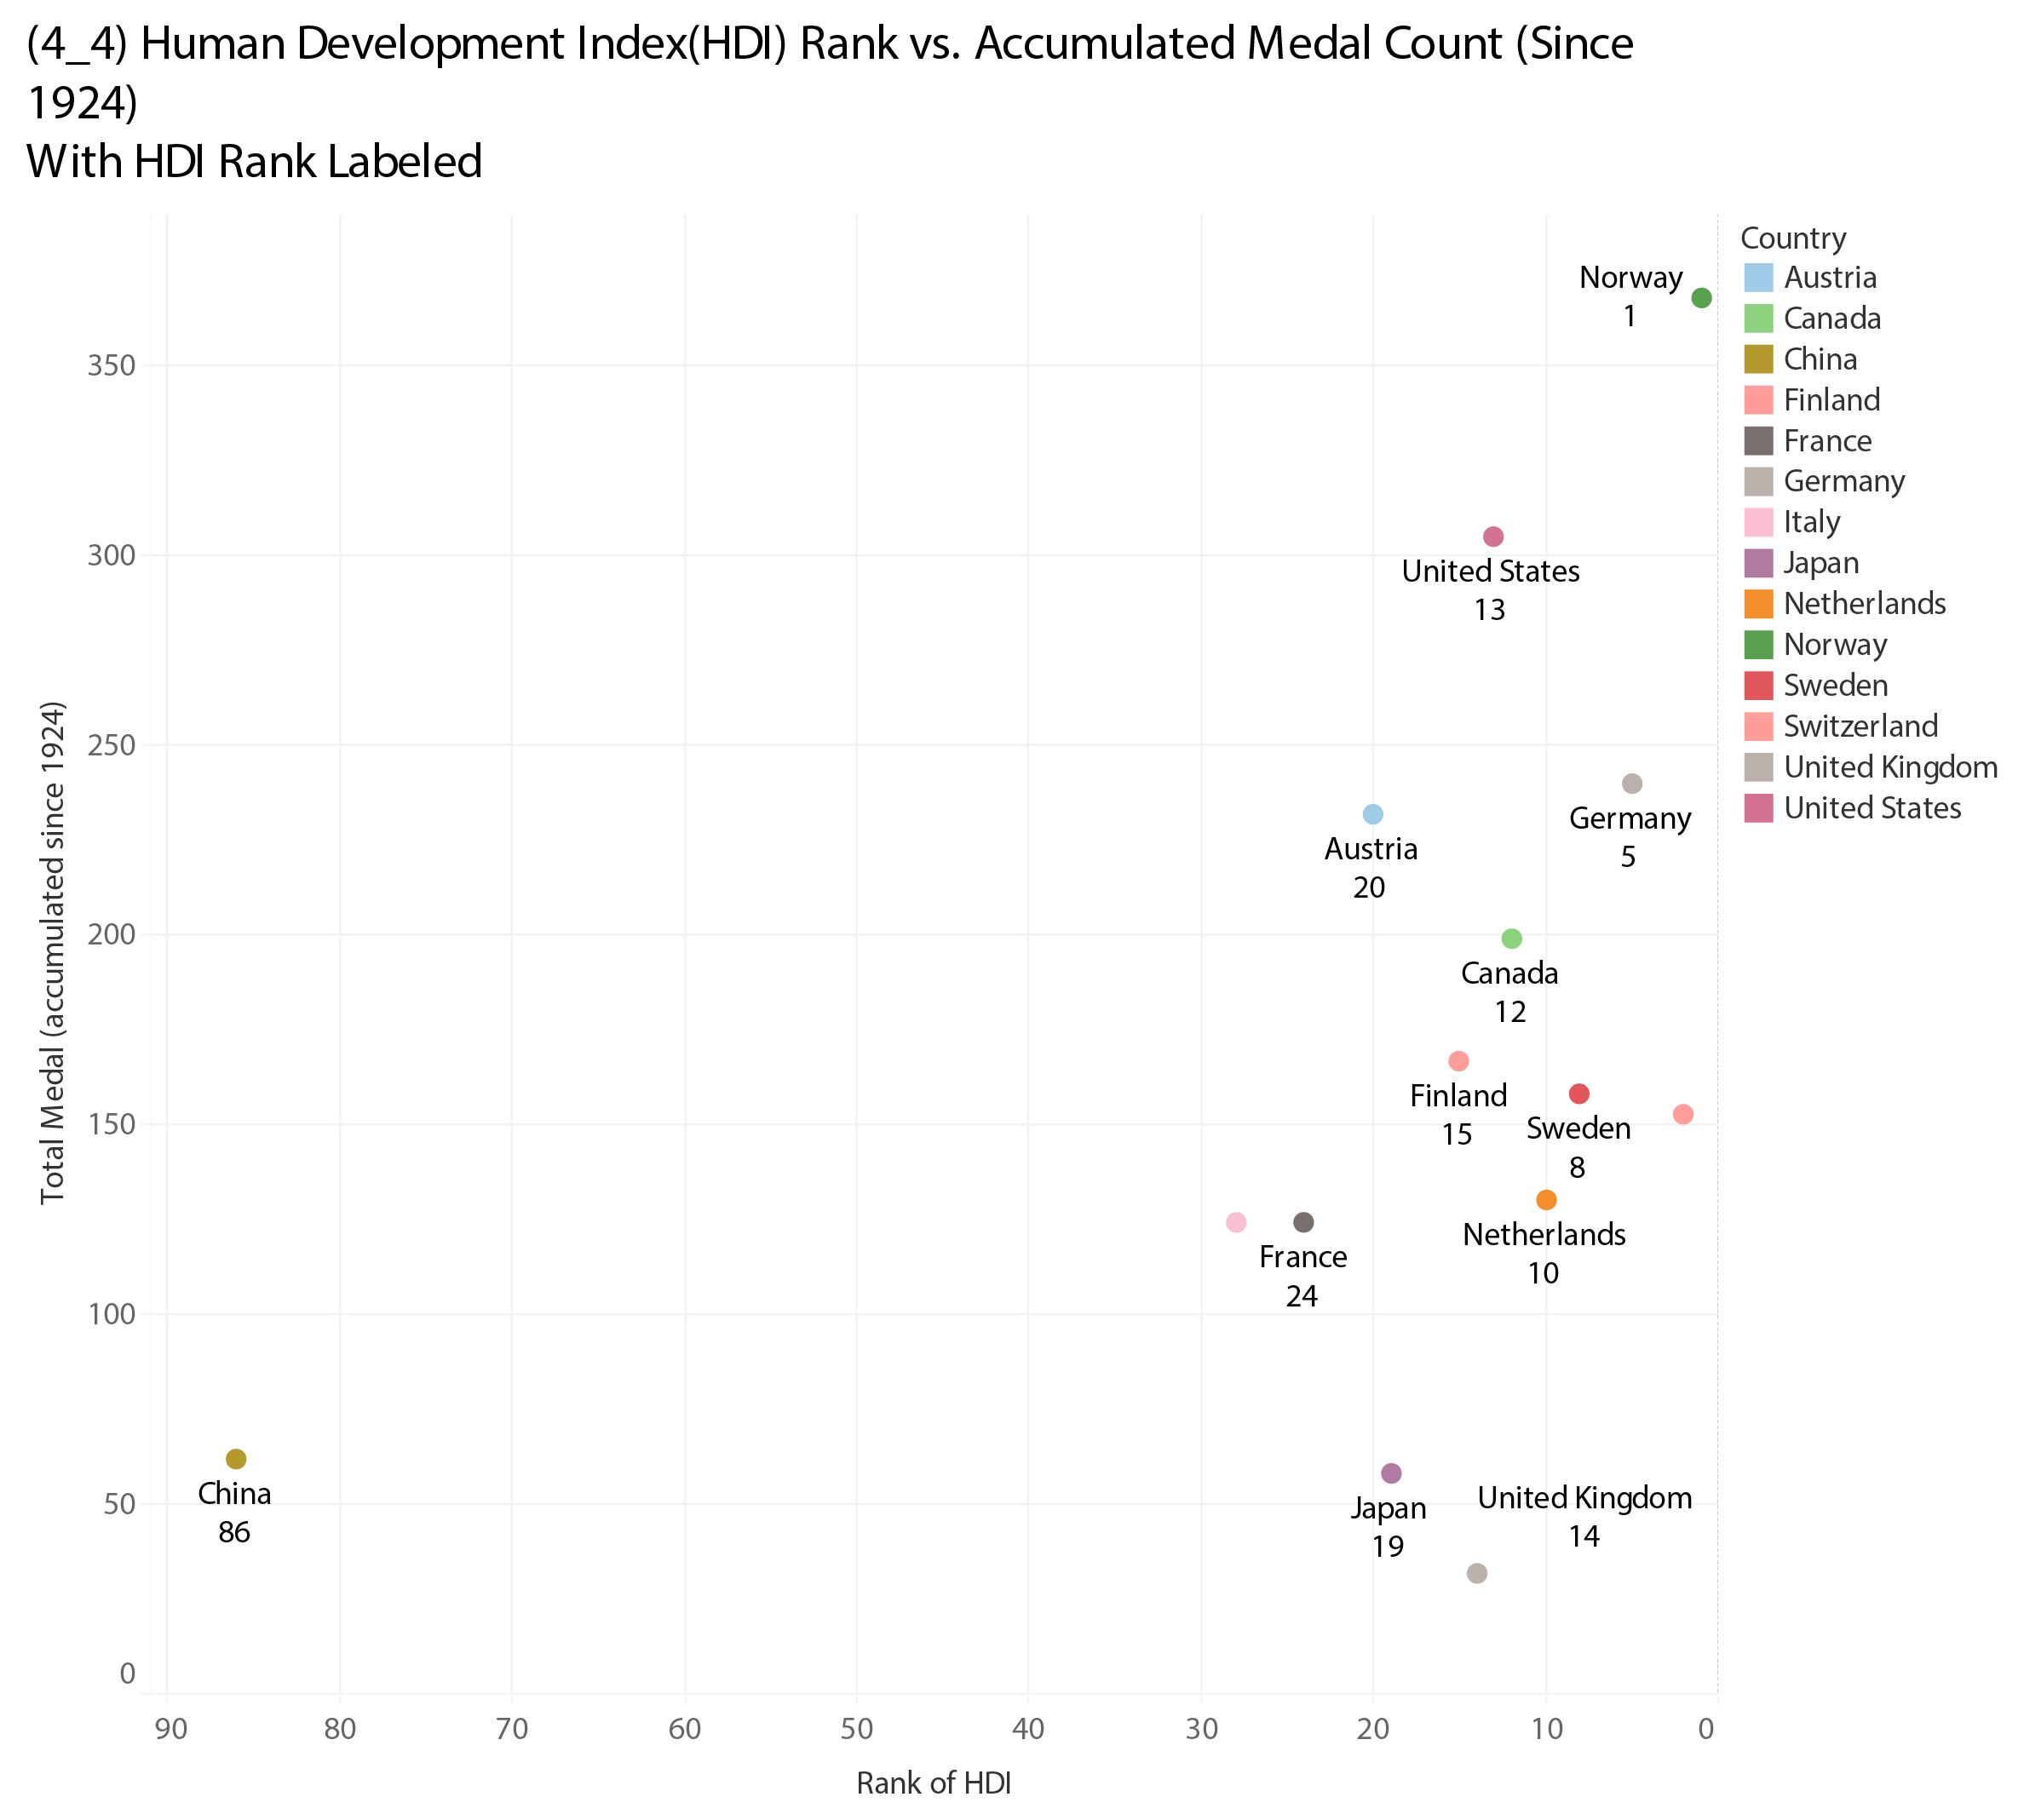 (4_4) Human Development Index(HDI) Rank vs. Accumulated Medal Count (Since
1924)
With HDI Rank Labeled
Country
Austria
Canada
China
Finland
France
Germany
Italy
Japan
Netherlands
Norway
Sweden
Switzerland
United Kingdom
United States
Total Medal (accumulated since 1924)
350
300
250
200
150
100
50
0
Norway
1
United States
13
Germany
5
Austria
20
Canada
12
Finland
15
Sweden
8
Netherlands
10
France
24
China
86
Japan
19
United Kingdom
14
90 80 70 60 50 40 30 20 10 0
Rank of HDI